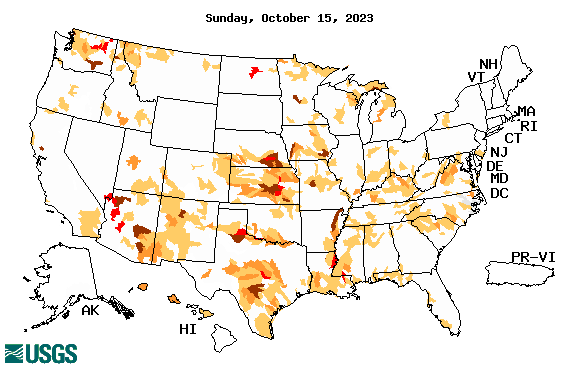 Sunday, October 15, 2023
NH
VT
MA
RI
CT
NJ
DE
MD
DC
PR-VI
AK
HI
USGS